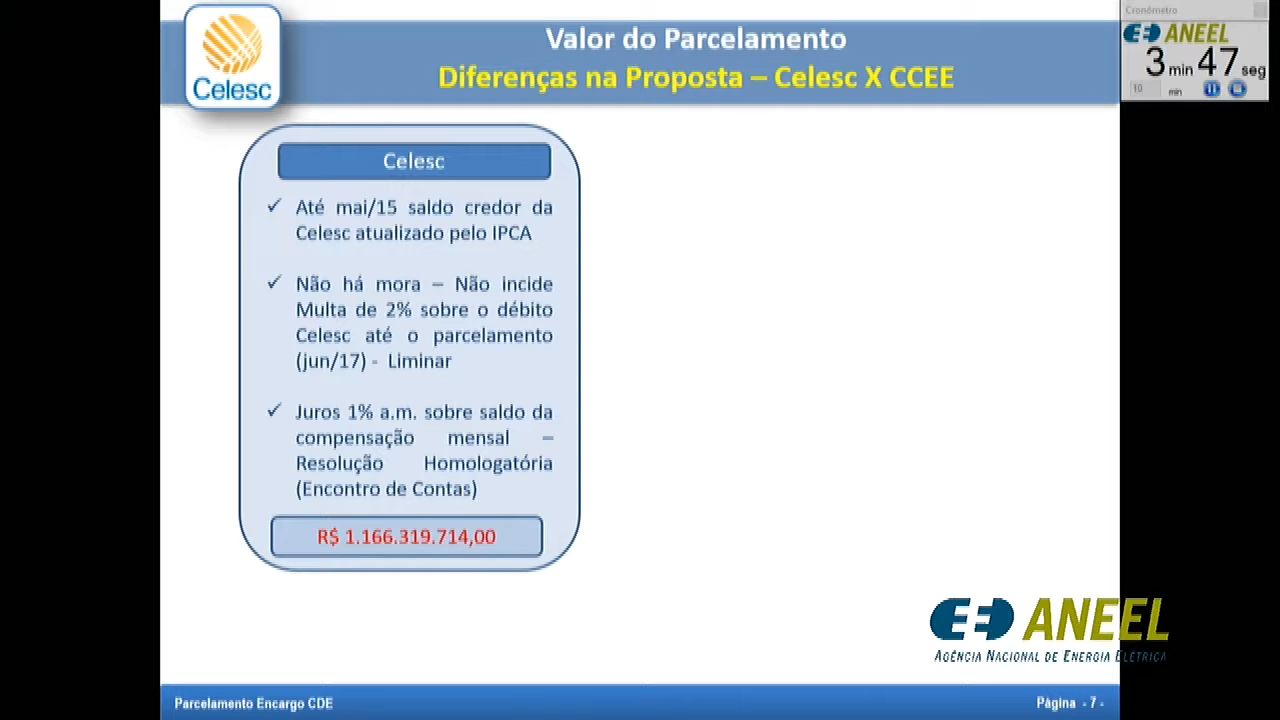 Celesc
Valor do Parcelamento
Diferenças na Proposta – Celesc X CCEE
Cronômetro
ANEEL
3 min 47 seg
10 min
Celesc
✓ Até mai/15 saldo credor da
Celesc atualizado pelo IPCA
✓ Não há mora – Não incide
Multa de 2% sobre o débito
Celesc até o parcelamento
(jun/17) - Liminar
✓ Juros 1% a.m. sobre saldo da
compensação mensal –
Resolução Homologatória
(Encontro de Contas)
R$ 1.166.319.714,00
ANEEL
AGÊNCIA NACIONAL DE ENERGIA ELÉTRICA
Parcelamento Encargo CDE
Página - 7 -